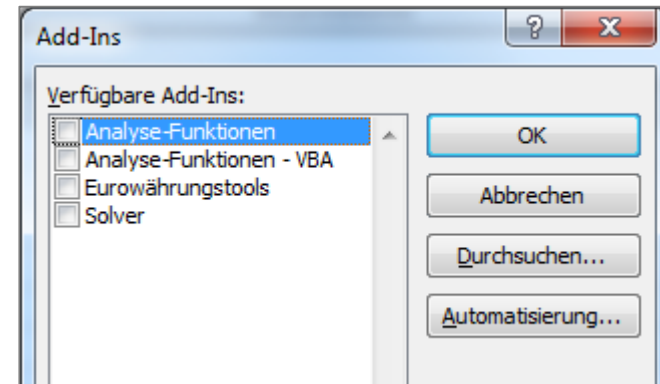 Add-Ins
?
X
Verfügbare Add-Ins:
Analyse-Funktionen
Analyse-Funktionen - VBA
Eurowährungstools
Solver
OK
Abbrechen
Durchsuchen...
Automatisierung...